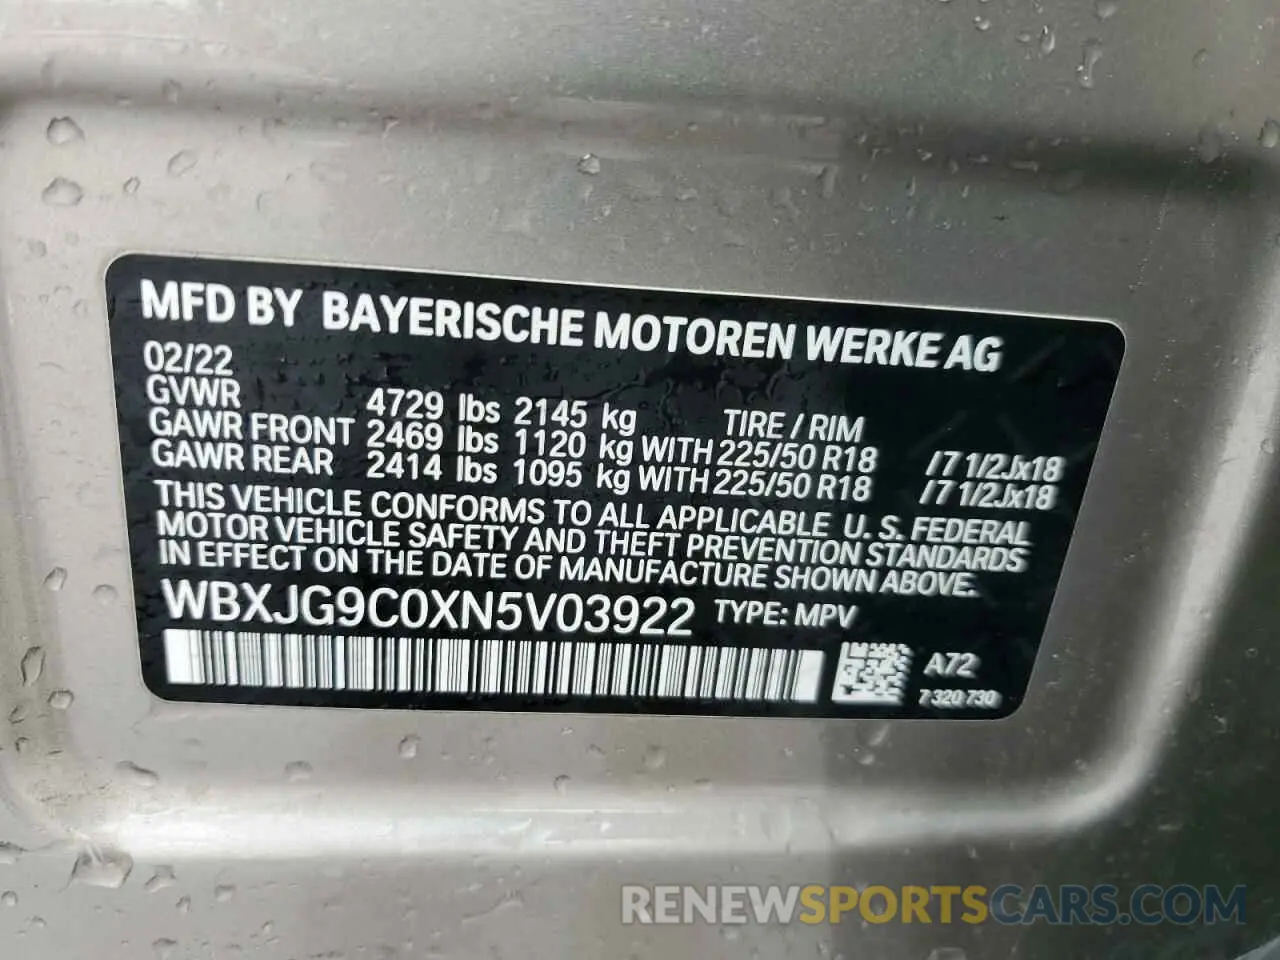 MFD BY BAYERISCHE MOTOREN WERKE AG
02/22
GVWR 4729 lbs 2145 kg TIRE / RIM
GAWR FRONT 2469 lbs 1120 kg WITH 225/50 R18 / 7 1/2Jx18
GAWR REAR 2414 lbs 1095 kg WITH 225/50 R18 / 7 1/2Jx18
THIS VEHICLE CONFORMS TO ALL APPLICABLE U. S. FEDERAL
MOTOR VEHICLE SAFETY AND THEFT PREVENTION STANDARDS
IN EFFECT ON THE DATE OF MANUFACTURE SHOWN ABOVE.
WBXJG9C0XN5V03922 TYPE: MPV
A72
7 320 730
RENEWSPORTSCARS.COM